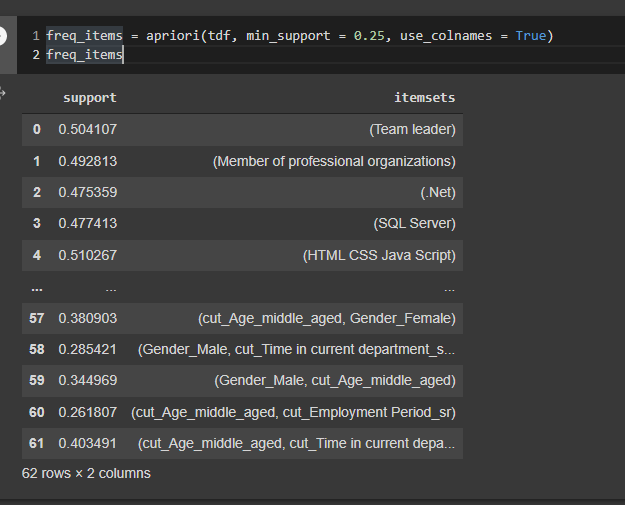 1 freq_items = apriori(tdf, min_support = 0.25, use_colnames = True)
2 freq_items
support itemsets
0 0.504107 (Team leader)
1 0.492813 (Member of professional organizations)
2 0.475359 (.Net)
3 0.477413 (SQL Server)
4 0.510267 (HTML CSS Java Script)
... ... ...
57 0.380903 (cut_Age_middle_aged, Gender_Female)
58 0.285421 (Gender_Male, cut_Time in current department_s...
59 0.344969 (Gender_Male, cut_Age_middle_aged)
60 0.261807 (cut_Age_middle_aged, cut_Employment Period_sr)
61 0.403491 (cut_Age_middle_aged, cut_Time in current depa...
62 rows × 2 columns